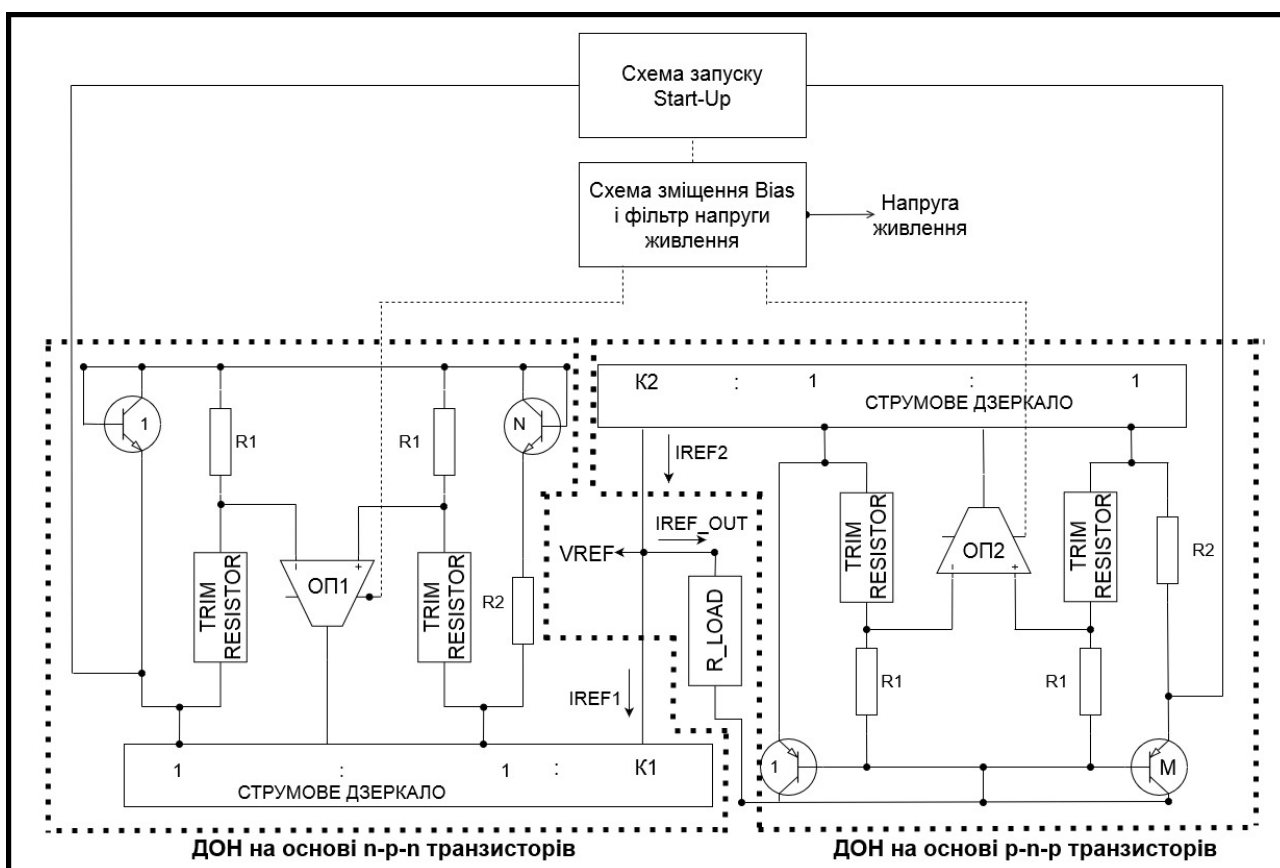 Схема запуску
Start-Up
Схема зміщення Bias
і фільтр напруги
живлення
Напруга
живлення
1
R1
R1
N
TRIM
RESISTOR
ОП1
TRIM
RESISTOR
R2
1 : 1 : К1
СТРУМОВЕ ДЗЕРКАЛО
ДОН на основі n-p-n транзисторів
К2 : 1 : 1
СТРУМОВЕ ДЗЕРКАЛО
IREF2
IREF_OUT
VREF
R_LOAD
IREF1
TRIM
RESISTOR
ОП2
TRIM
RESISTOR
R2
R1
R1
1
M
ДОН на основі p-n-p транзисторів